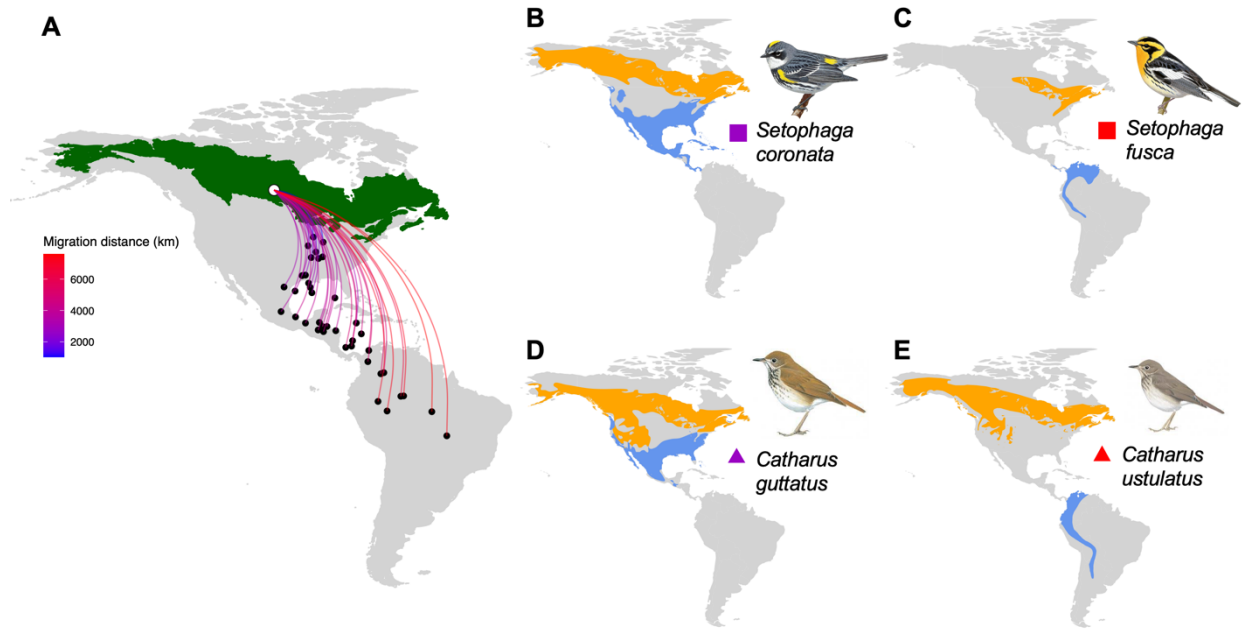 A
Migration distance (km)
6000
4000
2000
B
Setophaga
coronata
C
Setophaga
fusca
D
Catharus
guttatus
E
Catharus
ustulatus